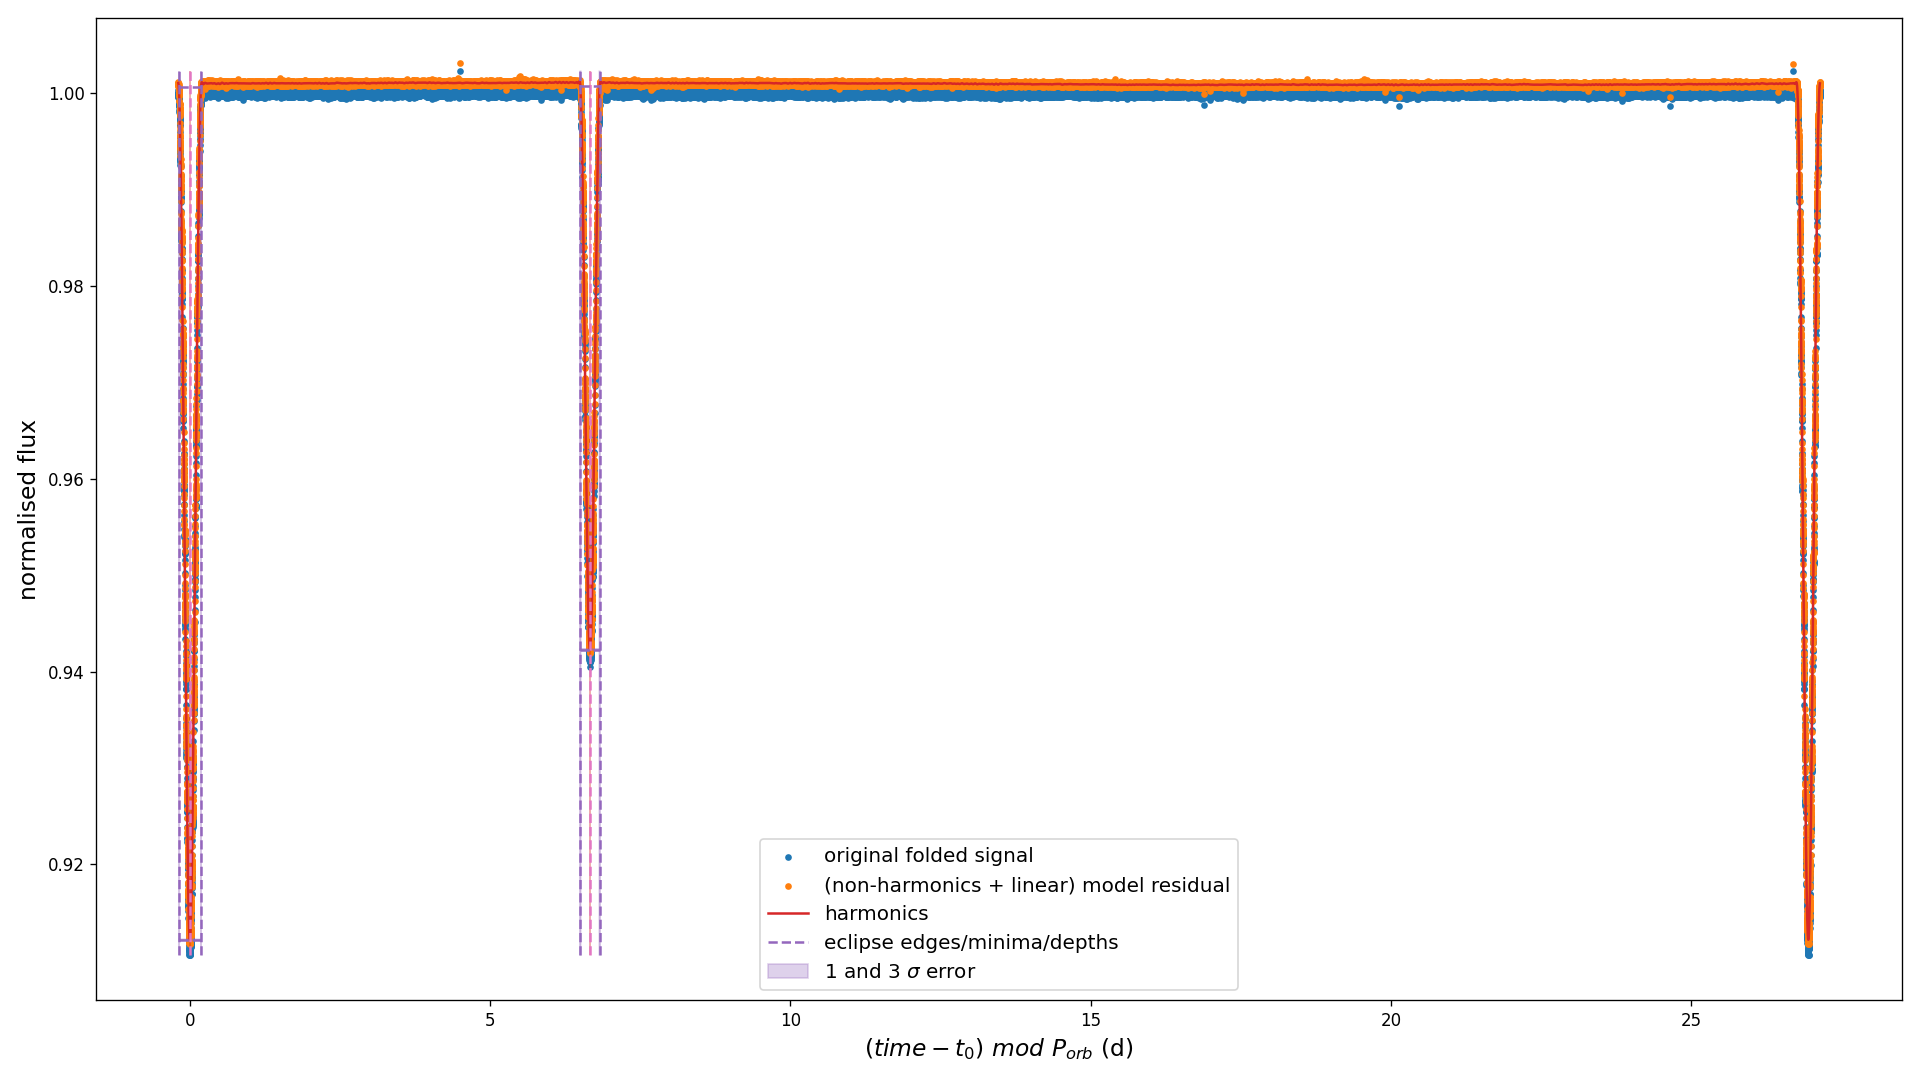 1.00
0.98
0.96
0.94
0.92
normalised flux
original folded signal
(non-harmonics + linear) model residual
harmonics
eclipse edges/minima/depths
1 and 3 σ error
0 5 10 15 20 25
(time − t₀) mod Pₒᵣb (d)